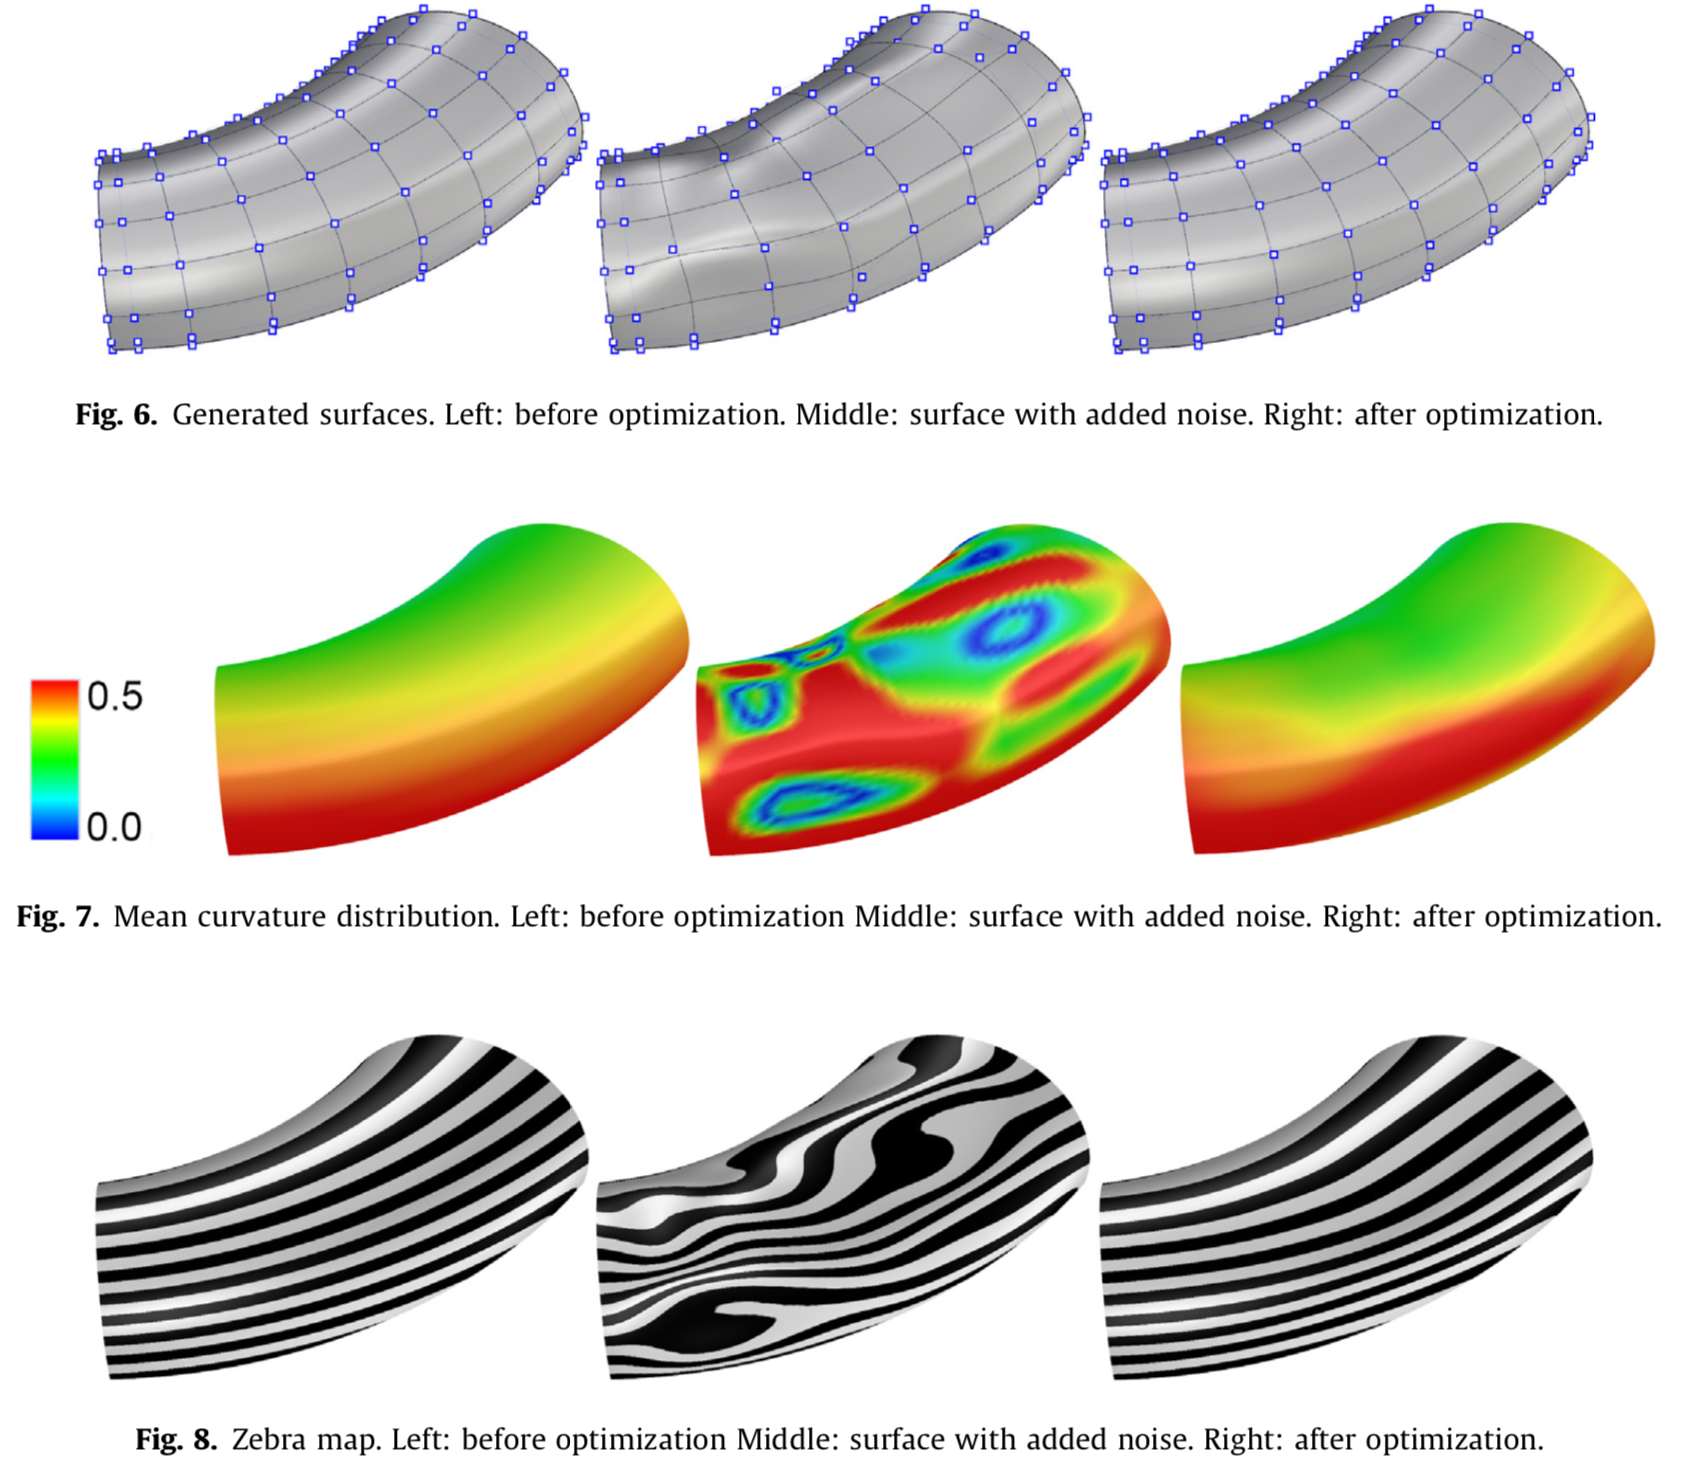 Fig. 6. Generated surfaces. Left: before optimization. Middle: surface with added noise. Right: after optimization.
0.5
0.0
Fig. 7. Mean curvature distribution. Left: before optimization Middle: surface with added noise. Right: after optimization.
Fig. 8. Zebra map. Left: before optimization Middle: surface with added noise. Right: after optimization.